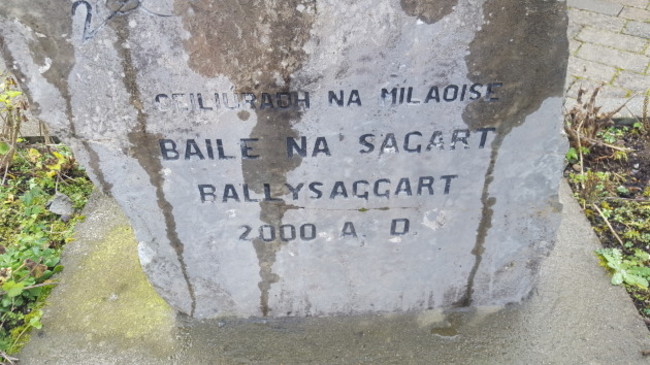 CEILIURADH NA MILAOISE
BAILE NA SAGART
BALLYSAGGART
2000 A. D.